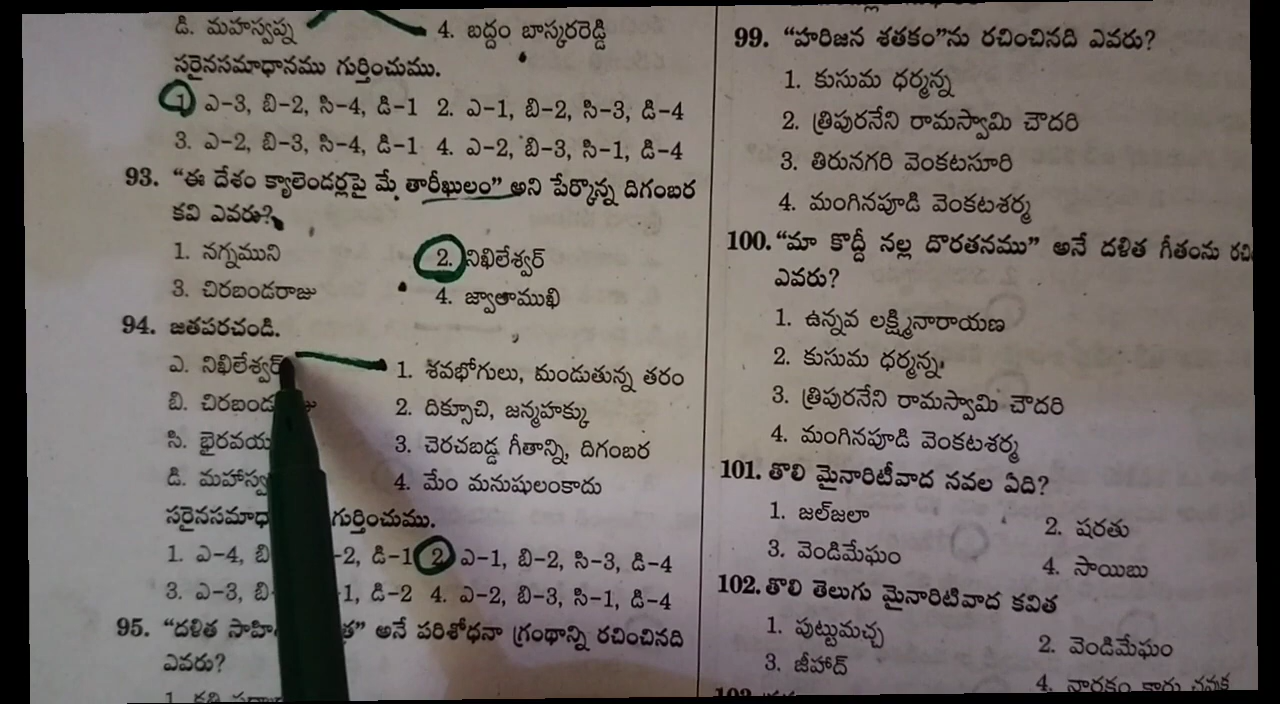 డి. మహాస్వప్న 4. బద్దం బాస్కరరెడ్డి
సరైనసమాధానము గుర్తించుము.
1. ఎ-3, బి-2, సి-4, డి-1 2. ఎ-1, బి-2, సి-3, డి-4
3. ఎ-2, బి-3, సి-4, డి-1 4. ఎ-2, బి-3, సి-1, డి-4
93. "ఈ దేశం క్యాలెండర్లపై మే తారీఖులం" అని పేర్కొన్న దిగంబర
కవి ఎవరు?
1. నగ్నముని 2. నిఖిలేశ్వర్
3. చిరబండరాజు 4. జ్వాలాముఖి
94. జతపరచండి.
ఎ. నిఖిలేశ్వర్ 1. శవభోగులు, మండుతున్న తరం
బి. 2. దిక్సూచి, జన్మహక్కు
సి. 3. చెరచబడ్డ గీతాన్ని, దిగంబర
డి. 4. మేం మనుషులంకాదు
గుర్తించుము.
1. ఎ-4, -2, డి-1 2. ఎ-1, బి-2, సి-3, డి-4
3. ఎ-3, -1, డి-2 4. ఎ-2, బి-3, సి-1, డి-4
95. "దళిత అనే పరిశోధనా గ్రంథాన్ని రచించినది
ఎవరు?
99. "హరిజన శతకం"ను రచించినది ఎవరు?
1. కుసుమ ధర్మన్న
2. త్రిపురనేని రామస్వామి చౌదరి
3. తిరునగరి వెంకటసూరి
4. మంగినపూడి వెంకటశర్మ
100. "మా కొద్దీ నల్ల దొరతనము" అనే దళిత గీతంను
ఎవరు?
1. ఉన్నవ లక్ష్మినారాయణ
2. కుసుమ ధర్మన్న
3. త్రిపురనేని రామస్వామి చౌదరి
4. మంగినపూడి వెంకటశర్మ
101. తొలి మైనారిటీవాద నవల ఏది?
1. జల్‌జలా 2. షరతు
3. వెండిమేఘం 4. సాయిబు
102. తొలి తెలుగు మైనారిటివాద కవిత
1. పుట్టుమచ్చ 2. వెండిమేఘం
3. జీహాద్ 4.